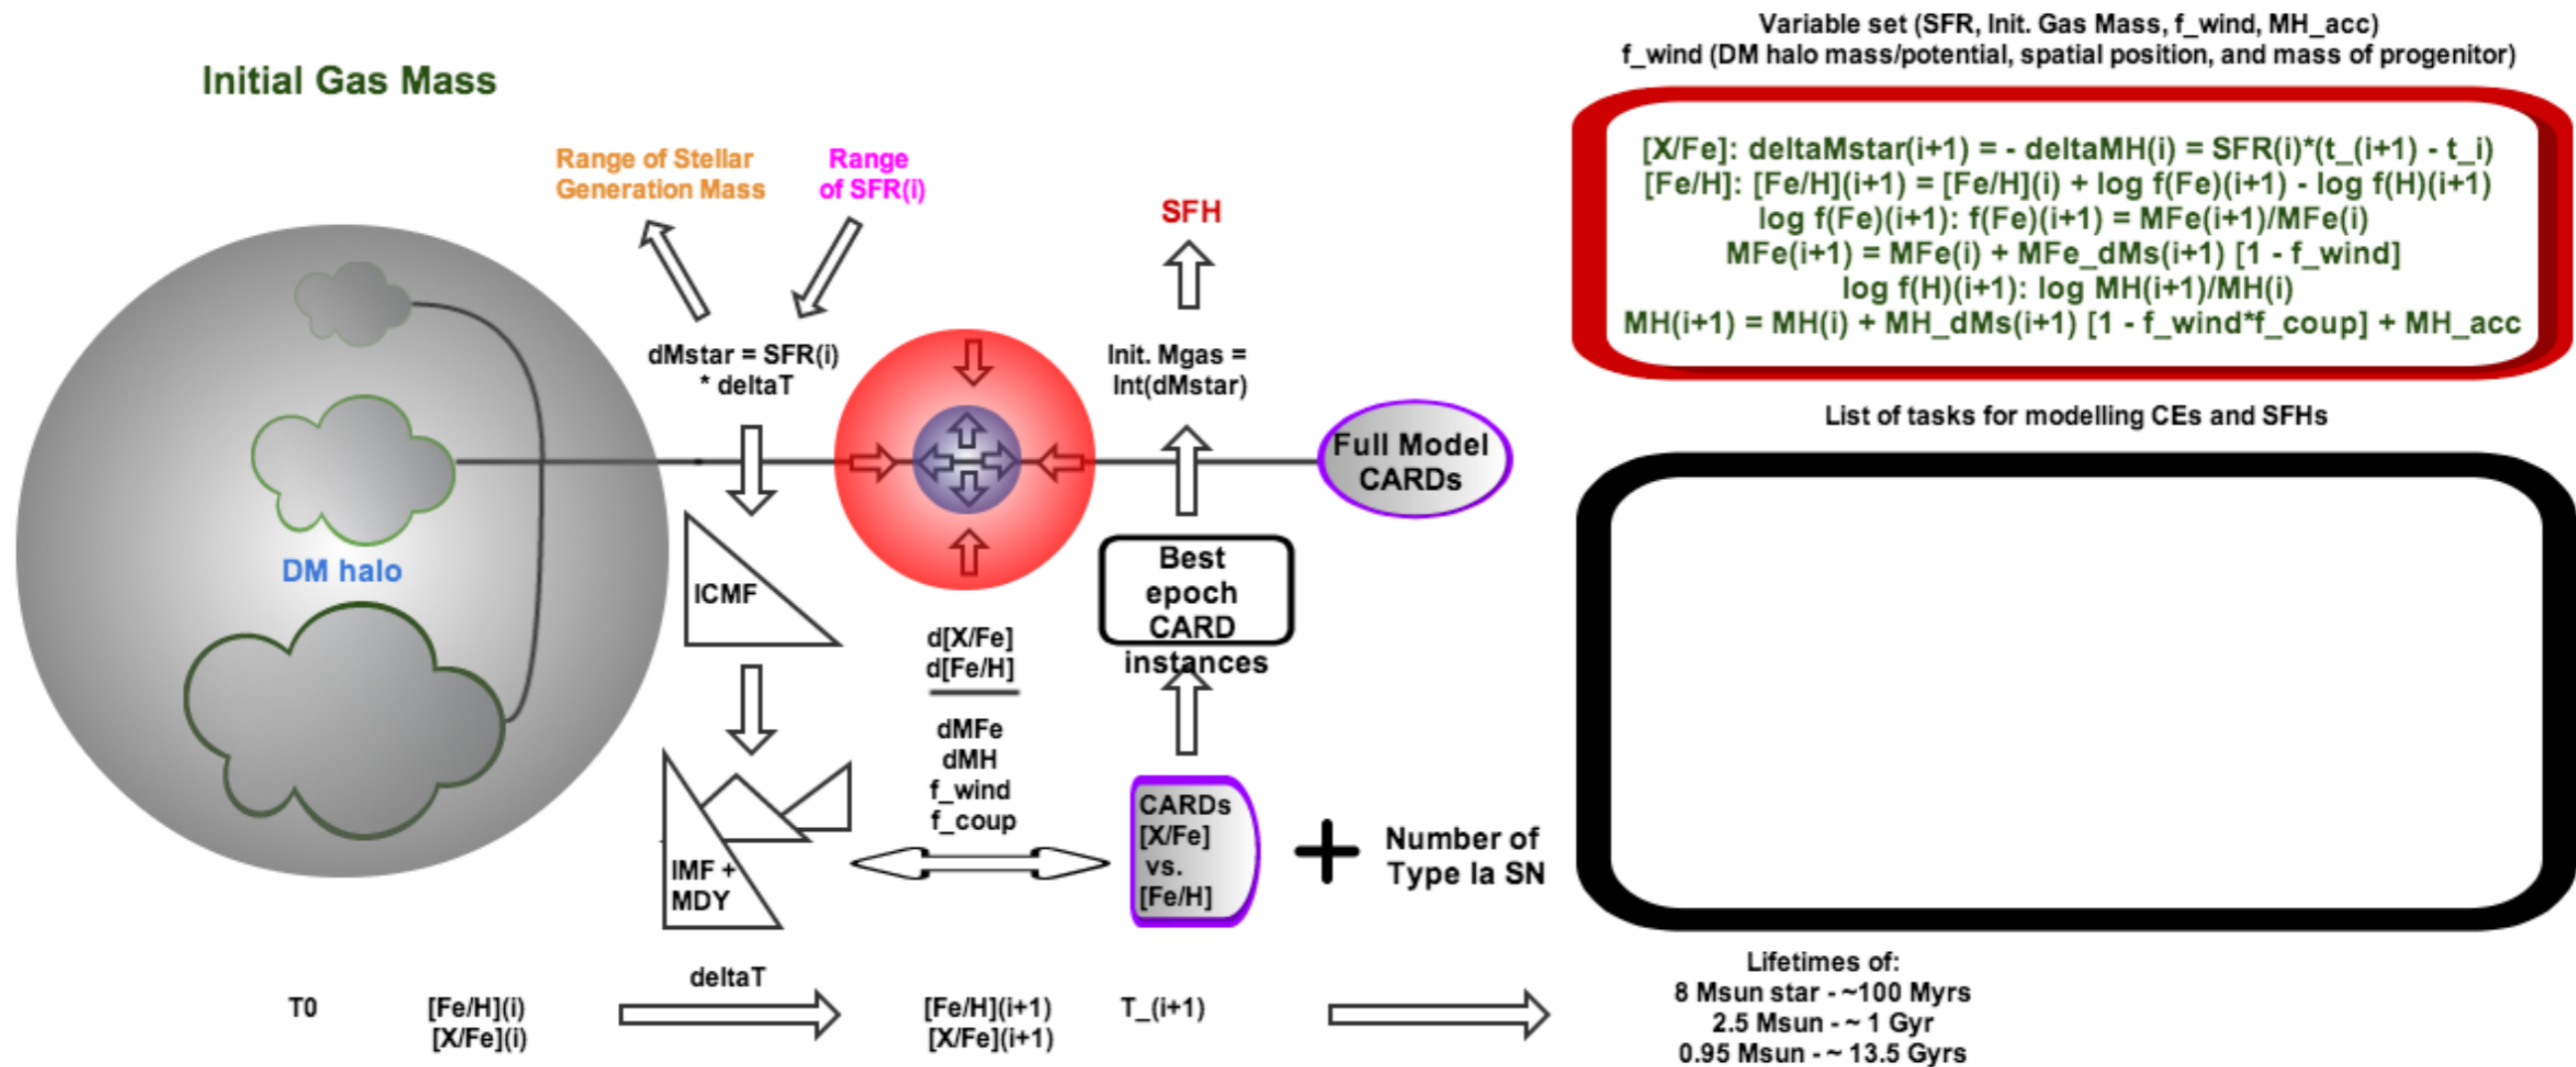 Initial Gas Mass
DM halo
Range of Stellar
Generation Mass
Range
of SFR(i)
dMstar = SFR(i)
* deltaT
ICMF
IMF +
MDY
d[X/Fe]
d[Fe/H]
dMFe
dMH
f_wind
f_coup
SFH
Init. Mgas =
Int(dMstar)
Full Model
CARDs
Best
epoch
CARD
instances
CARDs
[X/Fe]
vs.
[Fe/H]
Number of
Type Ia SN
T0
[Fe/H](i)
[X/Fe](i)
deltaT
[Fe/H](i+1)
[X/Fe](i+1)
T_(i+1)
Variable set (SFR, Init. Gas Mass, f_wind, MH_acc)
f_wind (DM halo mass/potential, spatial position, and mass of progenitor)
[X/Fe]: deltaMstar(i+1) = - deltaMH(i) = SFR(i)*(t_(i+1) - t_i)
[Fe/H]: [Fe/H](i+1) = [Fe/H](i) + log f(Fe)(i+1) - log f(H)(i+1)
log f(Fe)(i+1): f(Fe)(i+1) = MFe(i+1)/MFe(i)
MFe(i+1) = MFe(i) + MFe_dMs(i+1) [1 - f_wind]
log f(H)(i+1): log MH(i+1)/MH(i)
MH(i+1) = MH(i) + MH_dMs(i+1) [1 - f_wind*f_coup] + MH_acc
List of tasks for modelling CEs and SFHs
Lifetimes of:
8 Msun star - ~100 Myrs
2.5 Msun - ~ 1 Gyr
0.95 Msun - ~ 13.5 Gyrs